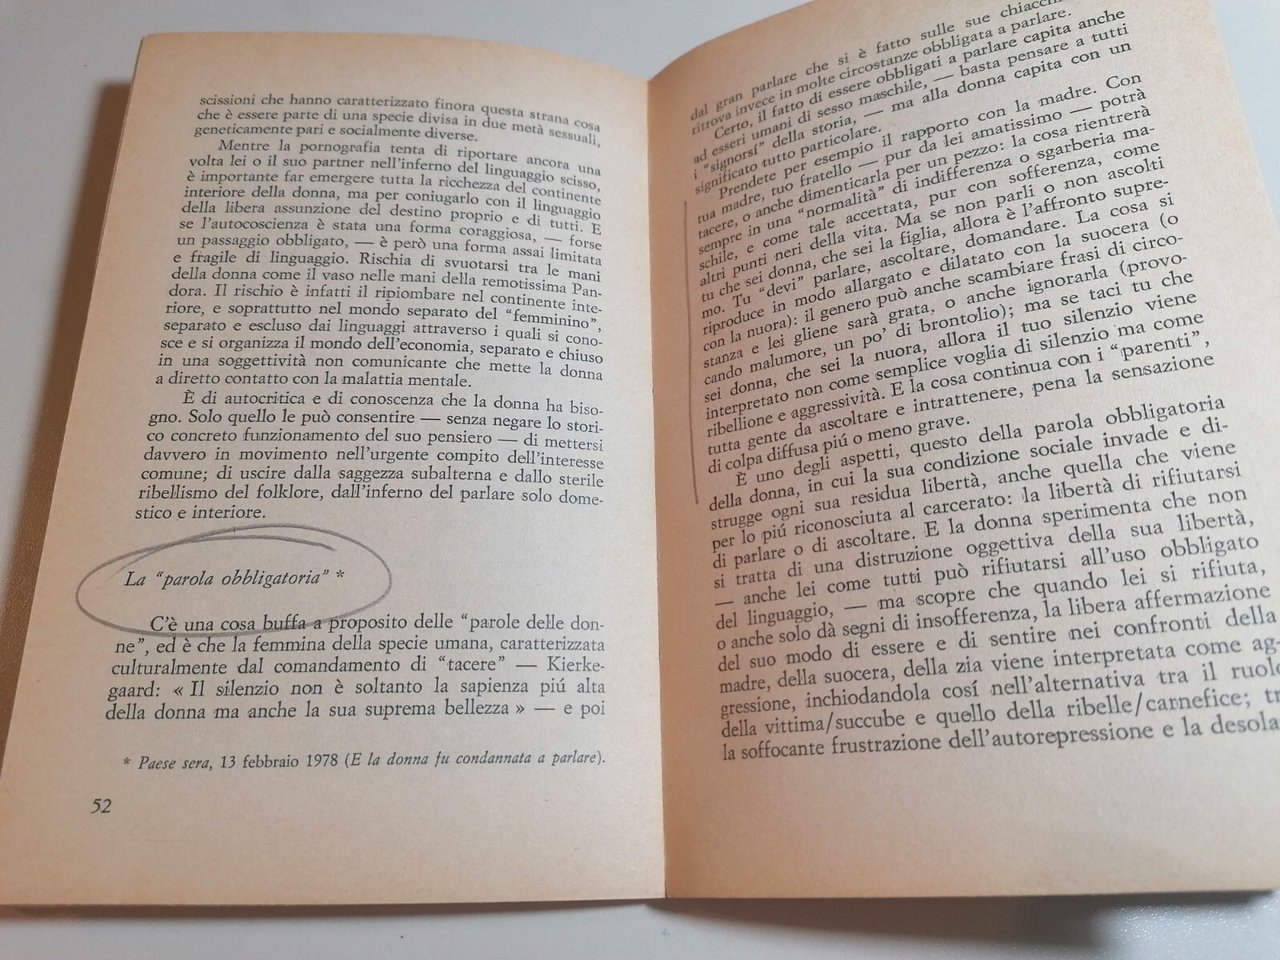 scissioni che hanno caratterizzato finora questa strana cosa
che è essere parte di una specie divisa in due metà sessuali,
geneticamente pari e socialmente diverse.
Mentre la pornografia tenta di riportare ancora una
volta lei o il suo partner nell'inferno del linguaggio scisso,
è importante far emergere tutta la ricchezza del continente
interiore della donna, ma per coniugarlo con il linguaggio
della libera assunzione del destino proprio e di tutti. E
se l'autocoscienza è stata una forma coraggiosa, — forse
un passaggio obbligato, — è però una forma assai limitata
e fragile di linguaggio. Rischia di svuotarsi tra le mani
della donna come il vaso nelle mani della remotissima Pan-
dora. Il rischio è infatti il ripiombare nel continente inte-
riore, e soprattutto nel mondo separato del "femminino",
separato e escluso dai linguaggi attraverso i quali si cono-
sce e si organizza il mondo dell'economia, separato e chiuso
in una soggettività non comunicante che mette la donna
a diretto contatto con la malattia mentale.
È di autocritica e di conoscenza che la donna ha biso-
gno. Solo quello le può consentire — senza negare lo stori-
co concreto funzionamento del suo pensiero — di mettersi
davvero in movimento nell'urgente compito dell'interesse
comune; di uscire dalla saggezza subalterna e dallo sterile
ribellismo del folklore, dall'inferno del parlare solo dome-
stico e interiore.
La "parola obbligatoria" *
C'è una cosa buffa a proposito delle "parole delle don-
ne", ed è che la femmina della specie umana, caratterizzata
culturalmente dal comandamento di "tacere" — Kierke-
gaard: « Il silenzio non è soltanto la sapienza piú alta
della donna ma anche la sua suprema bellezza » — e poi
* Paese sera, 13 febbraio 1978 (E la donna fu condannata a parlare).
52
dal gran parlare che si è fatto sulle sue chiacchie
ritrova invece in molte circostanze obbligata a parlare.
Certo, il fatto di essere obbligati a parlare capita anche
ad esseri umani di sesso maschile, — basta pensare a tutti
i "signorsí" della storia, — ma alla donna capita con un
significato tutto particolare.
Prendete per esempio il rapporto con la madre. Con
tua madre, tuo fratello — pur da lei amatissimo — potrà
tacere, o anche dimenticarla per un pezzo: la cosa rientrerà
sempre in una "normalità" di indifferenza o sgarberia ma-
schile, e come tale accettata, pur con sofferenza, come
altri punti neri della vita. Ma se non parli o non ascolti
tu che sei donna, che sei la figlia, allora è l'affronto supre-
mo. Tu "devi" parlare, ascoltare, domandare. La cosa si
riproduce in modo allargato e dilatato con la suocera (o
con la nuora): il genero può anche scambiare frasi di circo-
stanza e lei gliene sarà grata, o anche ignorarla (provo-
cando malumore, un po' di brontolio); ma se taci tu che
sei donna, che sei la nuora, allora il tuo silenzio viene
interpretato non come semplice voglia di silenzio ma come
ribellione e aggressività. E la cosa continua con i "parenti",
tutta gente da ascoltare e intrattenere, pena la sensazione
di colpa diffusa piú o meno grave.
È uno degli aspetti, questo della parola obbligatoria
della donna, in cui la sua condizione sociale invade e di-
strugge ogni sua residua libertà, anche quella che viene
per lo piú riconosciuta al carcerato: la libertà di rifiutarsi
di parlare o di ascoltare. E la donna sperimenta che non
si tratta di una distruzione oggettiva della sua libertà,
— anche lei come tutti può rifiutarsi all'uso obbligato
del linguaggio, — ma scopre che quando lei si rifiuta,
o anche solo dà segni di insofferenza, la libera affermazione
del suo modo di essere e di sentire nei confronti della
madre, della suocera, della zia viene interpretata come ag-
gressione, inchiodandola cosí nell'alternativa tra il ruolo
della vittima/succube e quello della ribelle/carnefice; tr
la soffocante frustrazione dell'autorepressione e la desola